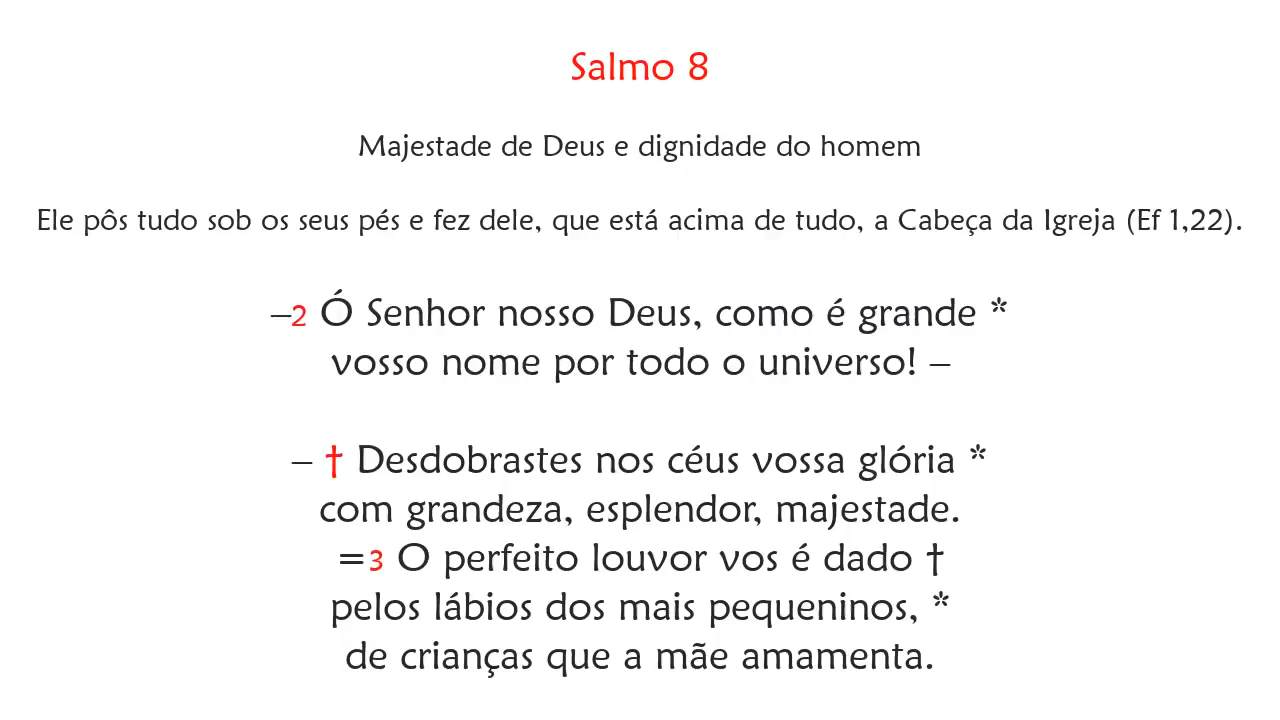 Salmo 8
Majestade de Deus e dignidade do homem
Ele pôs tudo sob os seus pés e fez dele, que está acima de tudo, a Cabeça da Igreja (Ef 1,22).
–2 Ó Senhor nosso Deus, como é grande *
vosso nome por todo o universo! –
– † Desdobrastes nos céus vossa glória *
com grandeza, esplendor, majestade.
=3 O perfeito louvor vos é dado †
pelos lábios dos mais pequeninos, *
de crianças que a mãe amamenta.